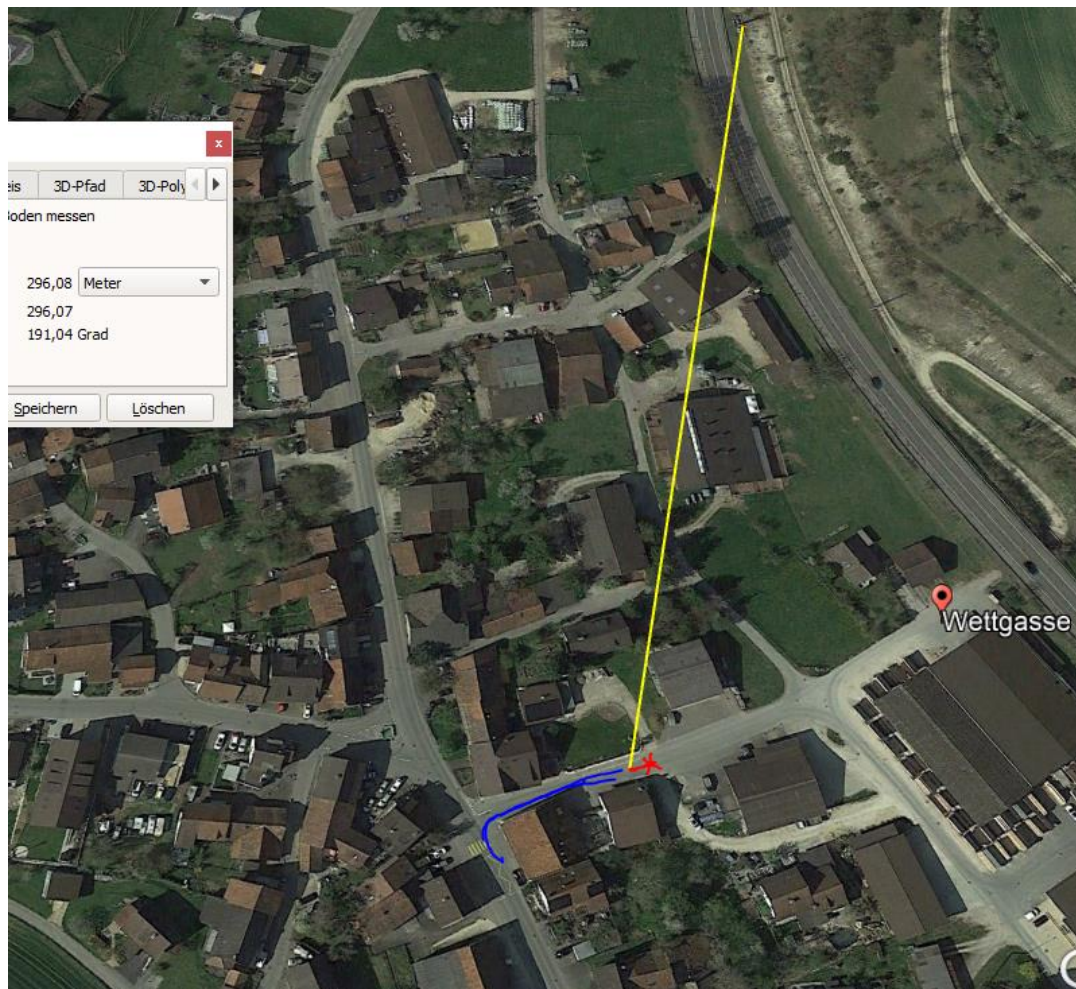 x
eis 3D-Pfad 3D-Poly
Boden messen
296,08 Meter
296,07
191,04 Grad
Speichern Löschen
Wettgasse